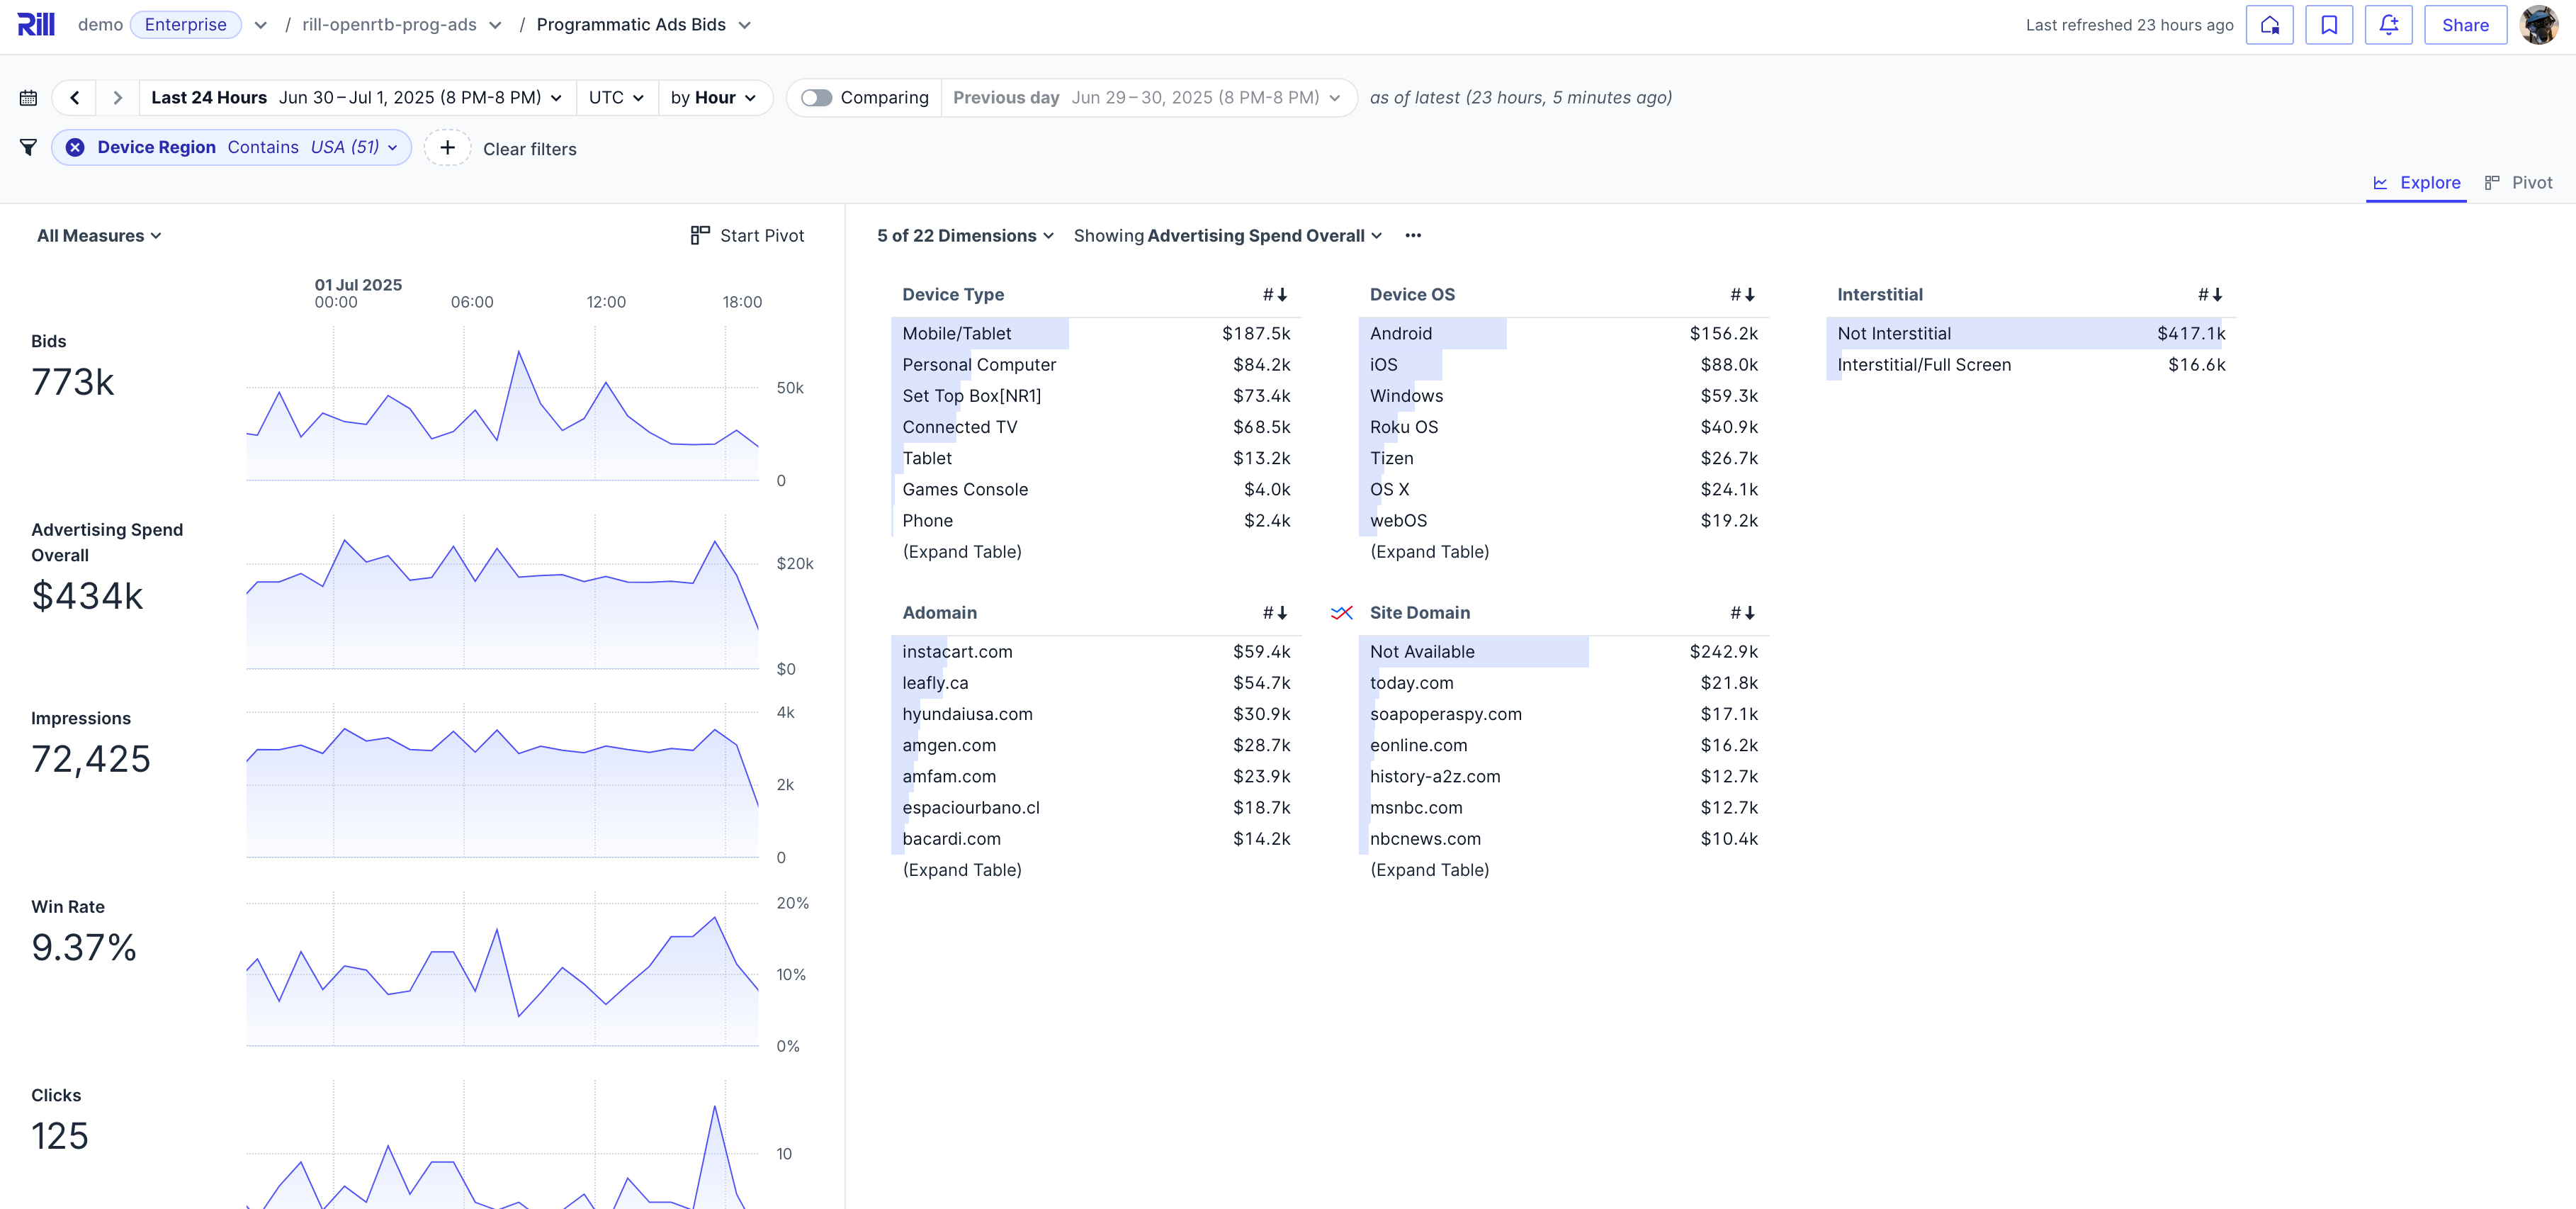 Rill demo Enterprise / rill-openrtb-prog-ads / Programmatic Ads Bids Last refreshed 23 hours ago Share
Last 24 Hours Jun 30 – Jul 1, 2025 (8 PM-8 PM) UTC by Hour Comparing Previous day Jun 29 – 30, 2025 (8 PM-8 PM) as of latest (23 hours, 5 minutes ago)
Device Region Contains USA (51) + Clear filters
Explore Pivot
All Measures Start Pivot
01 Jul 2025
00:00 06:00 12:00 18:00
Bids
773k
50k
0
Advertising Spend
Overall
$434k
$20k
$0
Impressions
72,425
4k
2k
0
Win Rate
9.37%
20%
10%
0%
Clicks
125
10
5 of 22 Dimensions Showing Advertising Spend Overall ...
Device Type #
Mobile/Tablet $187.5k
Personal Computer $84.2k
Set Top Box[NR1] $73.4k
Connected TV $68.5k
Tablet $13.2k
Games Console $4.0k
Phone $2.4k
(Expand Table)
Device OS #
Android $156.2k
iOS $88.0k
Windows $59.3k
Roku OS $40.9k
Tizen $26.7k
OS X $24.1k
webOS $19.2k
(Expand Table)
Interstitial #
Not Interstitial $417.1k
Interstitial/Full Screen $16.6k
Adomain #
instacart.com $59.4k
leafly.ca $54.7k
hyundaiusa.com $30.9k
amgen.com $28.7k
amfam.com $23.9k
espaciourbano.cl $18.7k
bacardi.com $14.2k
(Expand Table)
Site Domain #
Not Available $242.9k
today.com $21.8k
soapoperaspy.com $17.1k
eonline.com $16.2k
history-a2z.com $12.7k
msnbc.com $12.7k
nbcnews.com $10.4k
(Expand Table)